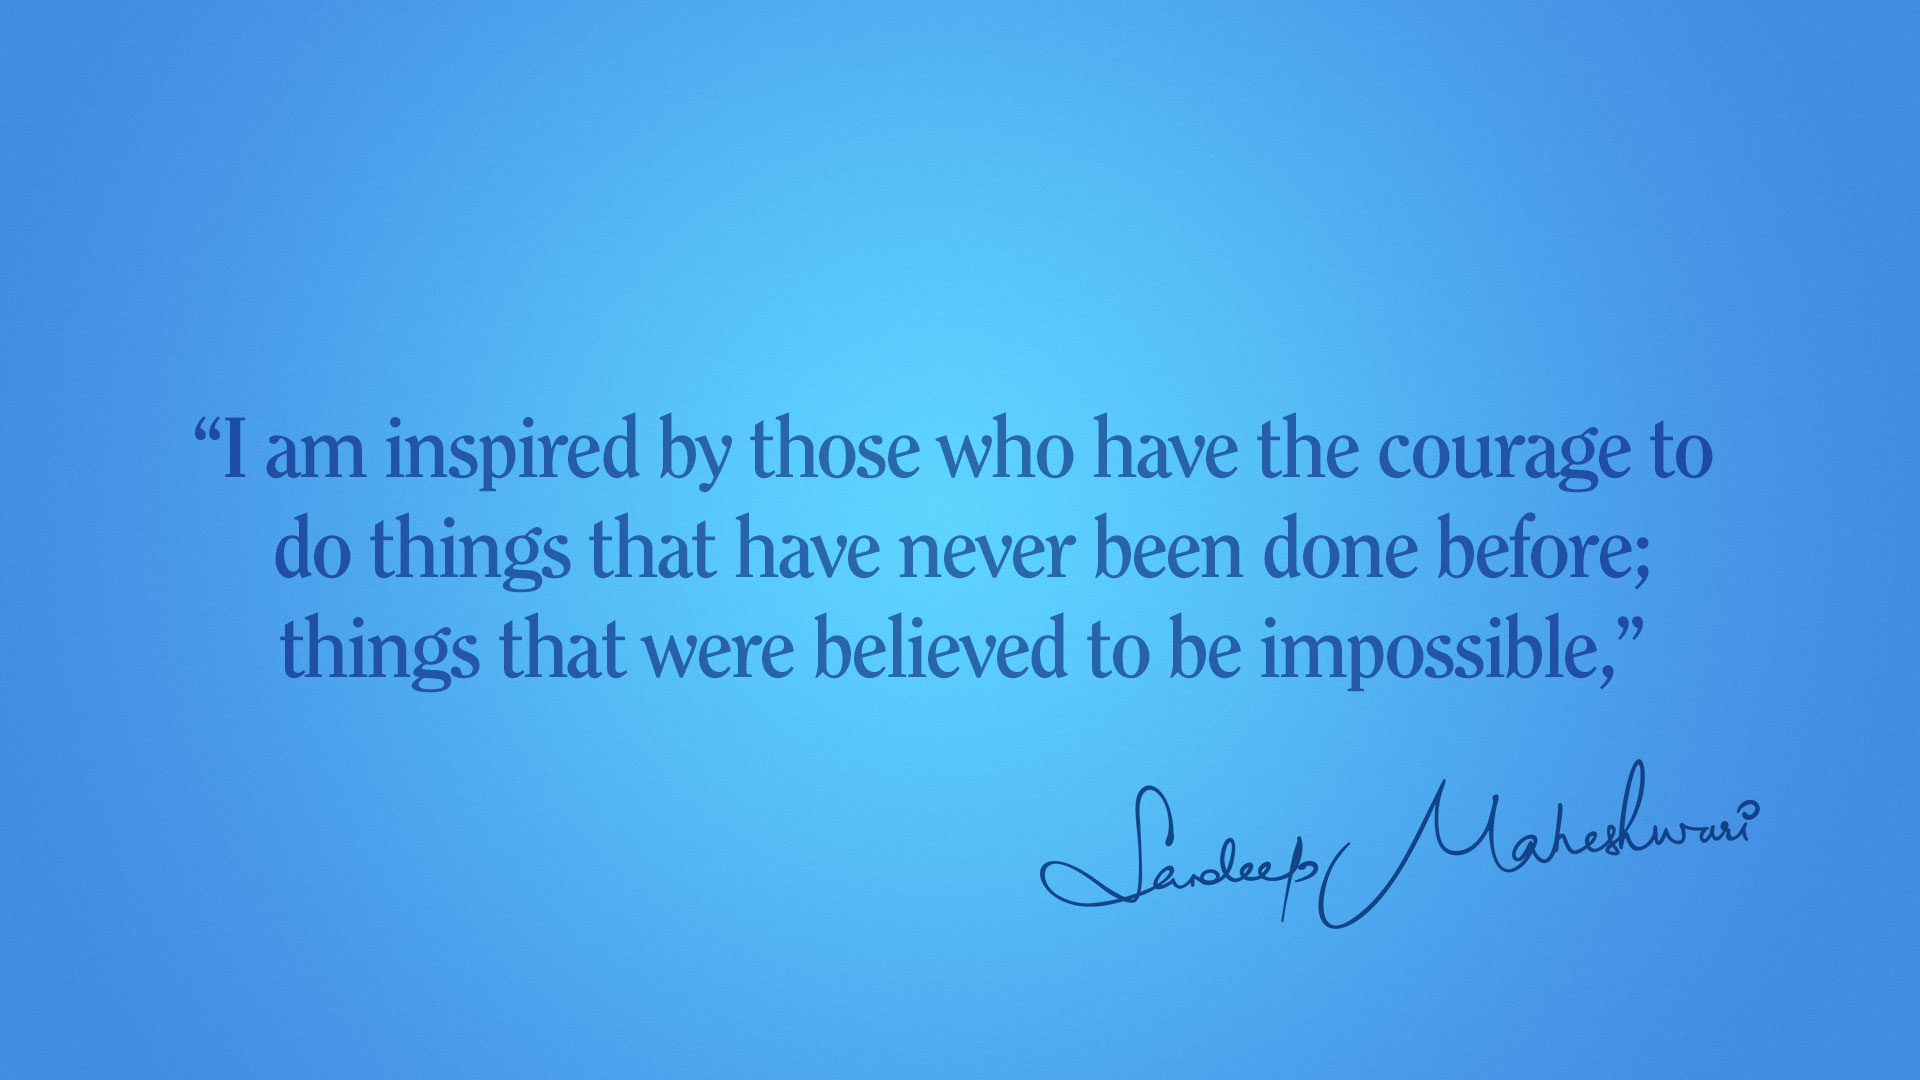 “I am inspired by those who have the courage to
do things that have never been done before;
things that were believed to be impossible,”
Sandeep Maheshwari